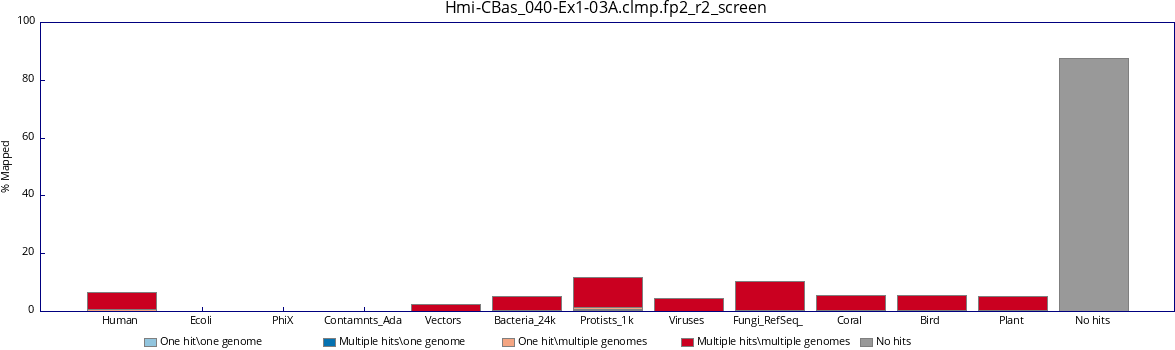 Hmi-CBas_040-Ex1-03A.clmp.fp2_r2_screen
100
80
60
40
20
0
% Mapped
Human Ecoli PhiX Contamnts_Ada Vectors Bacteria_24k Protists_1k Viruses Fungi_RefSeq_ Coral Bird Plant No hits
One hit\one genome Multiple hits\one genome One hit\multiple genomes Multiple hits\multiple genomes No hits